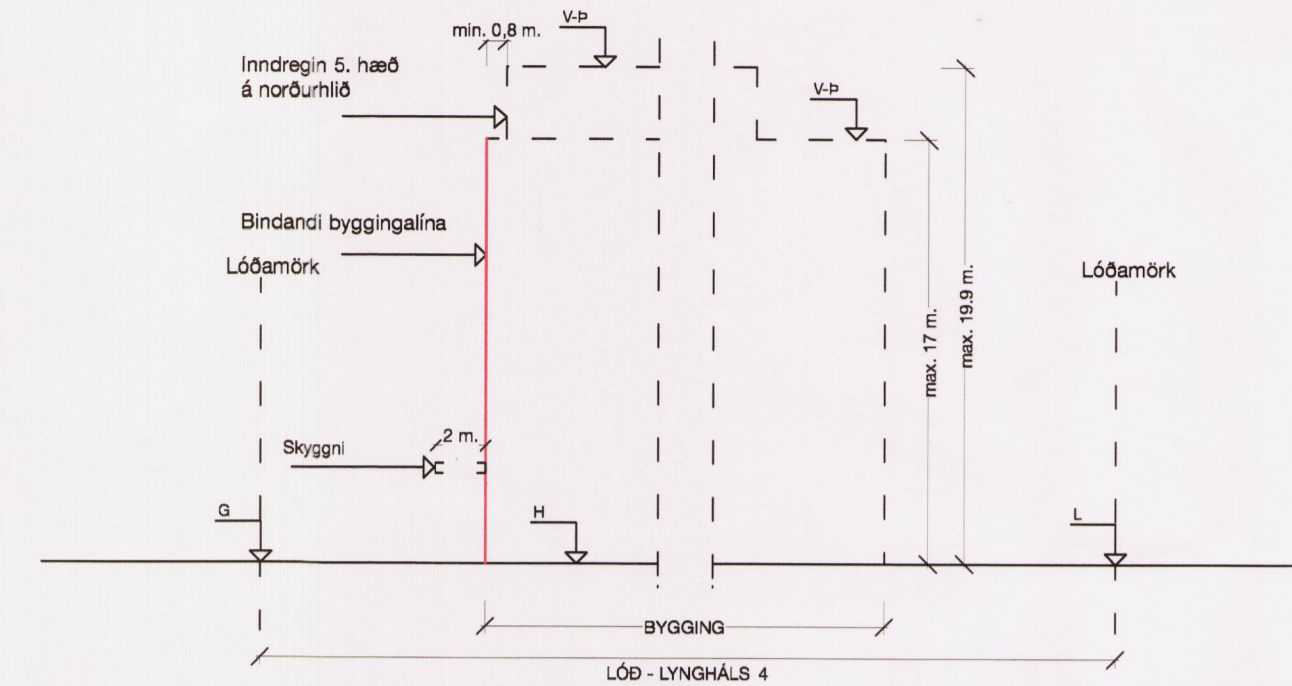 V-Þ
min. 0,8 m.
Inndregin 5. hæð
á norðurhlið
V-Þ
Bindandi byggingalína
Lóðamörk
Lóðamörk
max. 17 m.
max. 19.9 m.
2 m.
Skyggni
G
H
L
BYGGING
LÓÐ - LYNGHÁLS 4